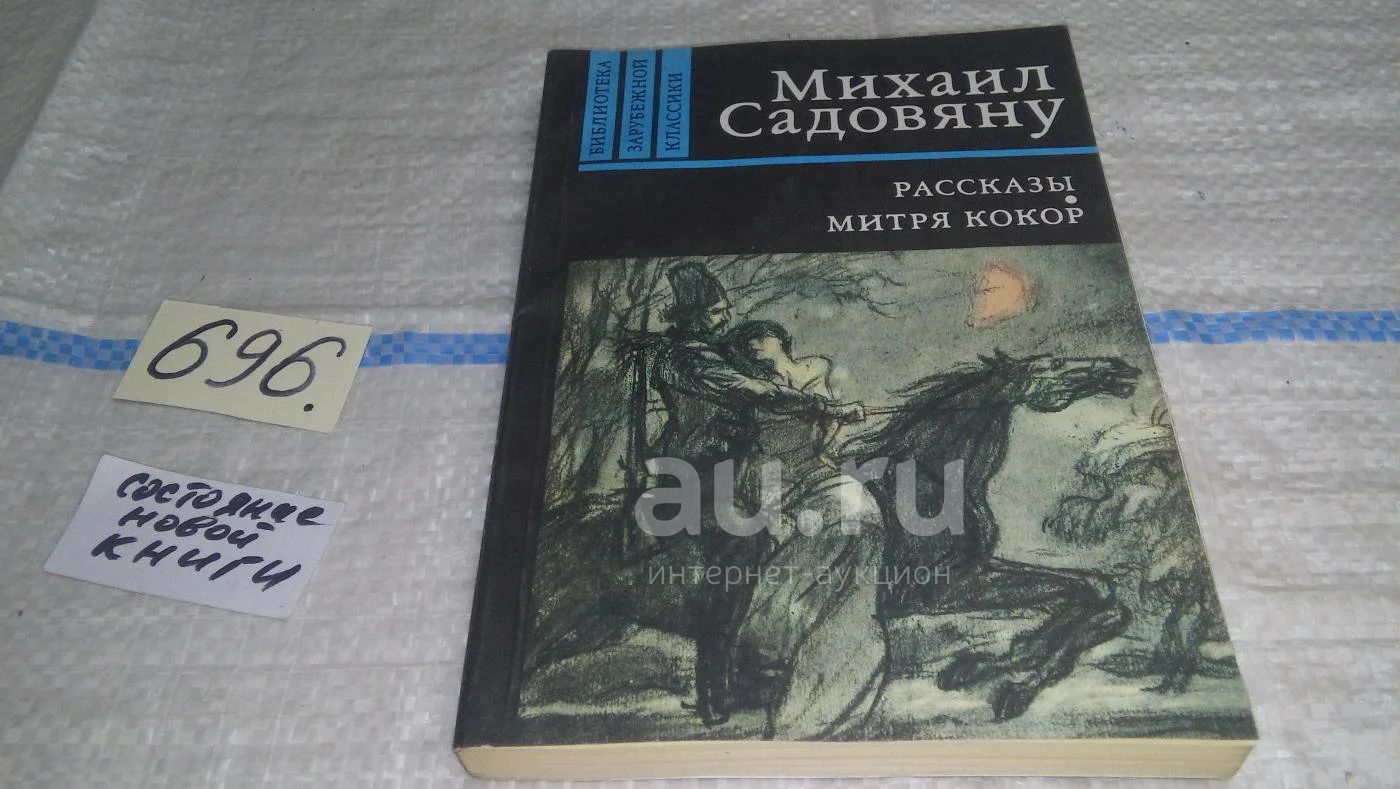 БИБЛИОТЕКА
ЗАРУБЕЖНОЙ
КЛАССИКИ
Михаил
Садовяну
РАССКАЗЫ
МИТРЯ КОКОР
696.
состояние
новой
книги
au.ru
интернет-аукцион